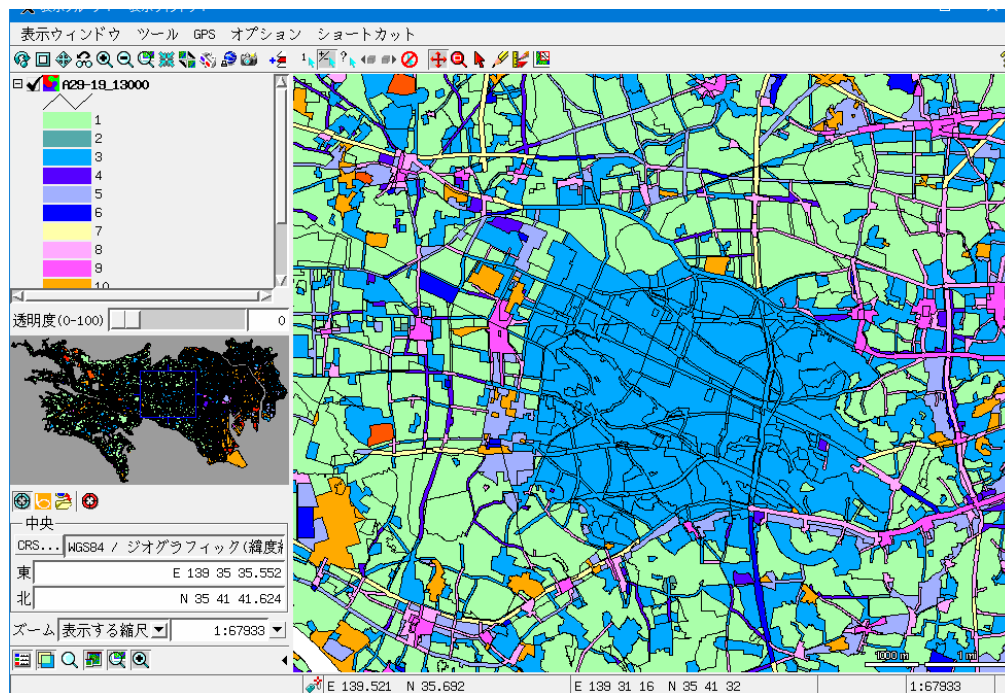 表示ウィンドウ ツール GPS オプション ショートカット
A29-19_13000
1
2
3
4
5
6
7
8
9
10
透明度(0-100) 0
中央
CRS... WGS84 / ジオグラフィック(緯度
東 E 139 35 35.552
北 N 35 41 41.624
ズーム 表示する縮尺 1:67933
1000 m 1 mi
E 139.521 N 35.692 E 139 31 16 N 35 41 32 1:67933